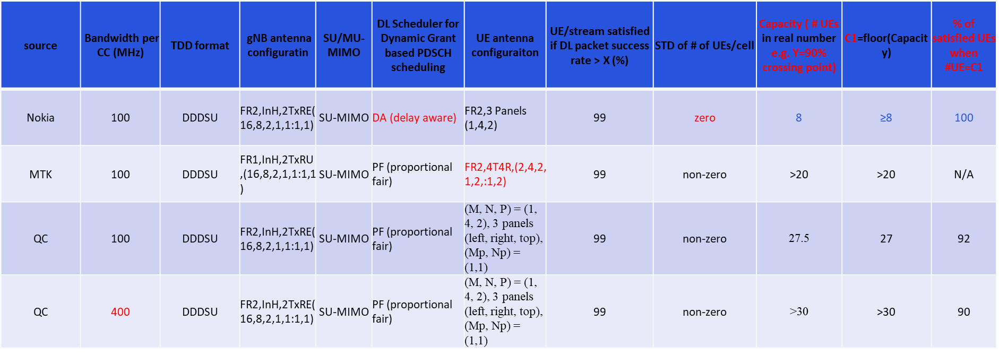 source
Bandwidth per
CC (MHz)
TDD format
gNB antenna
configuratin
SU/MU-
MIMO
DL Scheduler for
Dynamic Grant
based PDSCH
scheduling
UE antenna
configuraiton
UE/stream satisfied
if DL packet success
rate > X (%)
STD of # of UEs/cell
Capacity ( # UEs
in real number
e.g. Y=90%
crossing point)
C1=floor(Capacit
y)
% of
satisfied UEs
when
#UE=C1
Nokia
100
DDDSU
FR2,InH,2TxRE(
16,8,2,1,1:1,1)
SU-MIMO
DA (delay aware)
FR2,3 Panels
(1,4,2)
99
zero
8
≥8
100
MTK
100
DDDSU
FR1,InH,2TxRU
,(16,8,2,1,1:1,1
)
SU-MIMO
PF (proportional
fair)
FR2,4T4R,(2,4,2,
1,2,:1,2)
99
non-zero
>20
>20
N/A
QC
100
DDDSU
FR2,InH,2TxRE(
16,8,2,1,1:1,1)
SU-MIMO
PF (proportional
fair)
(M, N, P) = (1,
4, 2), 3 panels
(left, right, top),
(Mp, Np) =
(1,1)
99
non-zero
27.5
27
92
QC
400
DDDSU
FR2,InH,2TxRE(
16,8,2,1,1:1,1)
SU-MIMO
PF (proportional
fair)
(M, N, P) = (1,
4, 2), 3 panels
(left, right, top),
(Mp, Np) =
(1,1)
99
non-zero
>30
>30
90